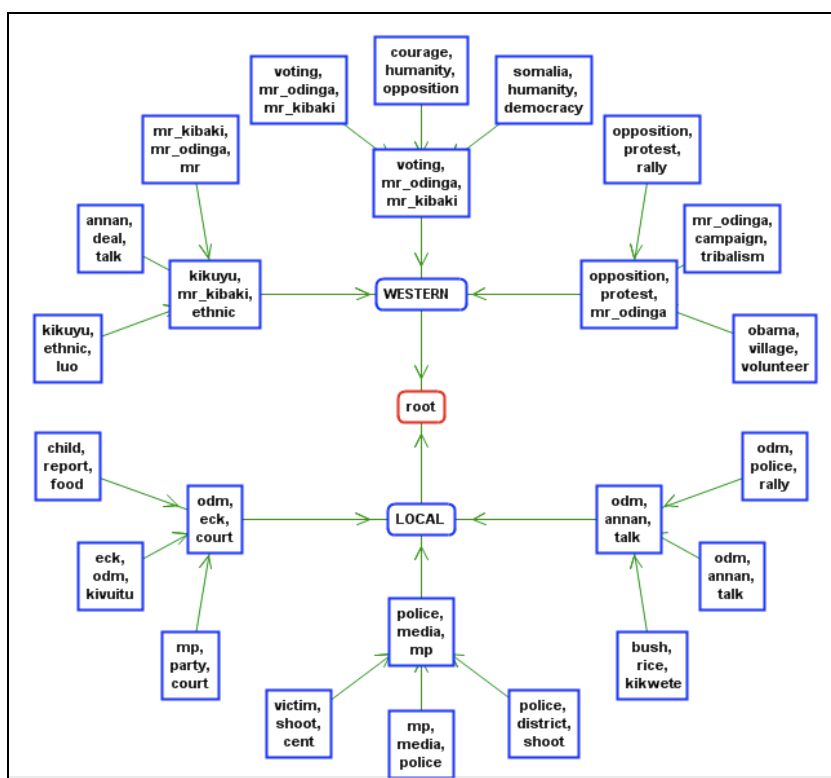 courage,
humanity,
opposition
voting,
mr_odinga,
mr_kibaki
somalia,
humanity,
democracy
mr_kibaki,
mr_odinga,
mr
opposition,
protest,
rally
voting,
mr_odinga,
mr_kibaki
annan,
deal,
talk
mr_odinga,
campaign,
tribalism
kikuyu,
mr_kibaki,
ethnic
WESTERN
opposition,
protest,
mr_odinga
kikuyu,
ethnic,
luo
obama,
village,
volunteer
root
child,
report,
food
odm,
police,
rally
odm,
eck,
court
LOCAL
odm,
annan,
talk
eck,
odm,
kivuitu
odm,
annan,
talk
police,
media,
mp
mp,
party,
court
bush,
rice,
kikwete
victim,
shoot,
cent
mp,
media,
police
police,
district,
shoot